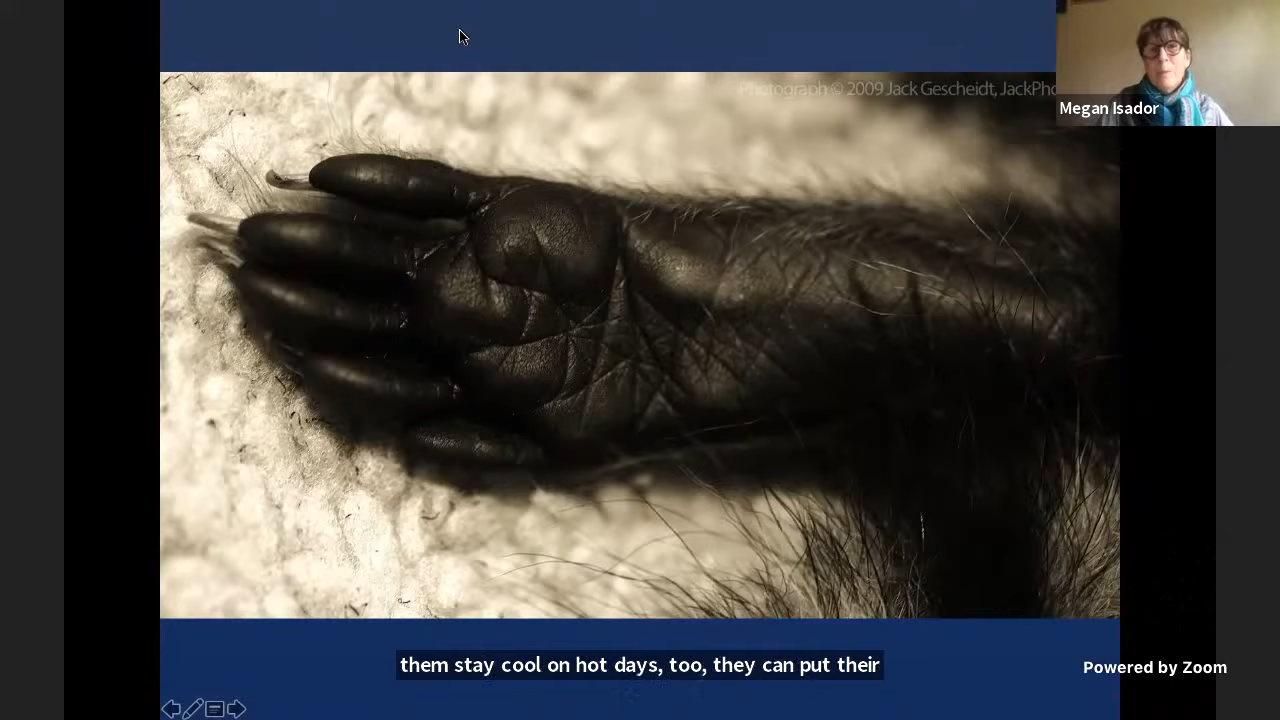 Photograph © 2009 Jack Gescheidt, JackPho
Megan Isador
them stay cool on hot days, too, they can put their
Powered by Zoom